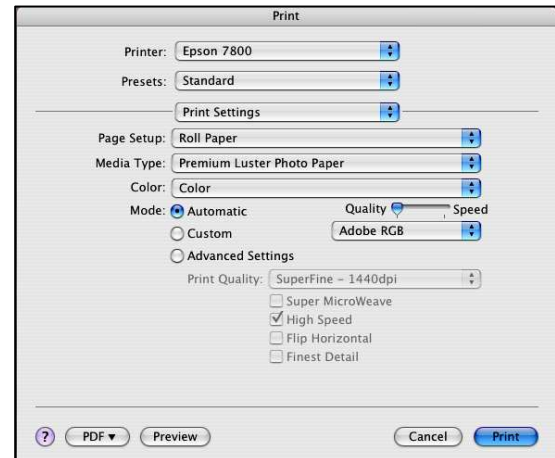 Print
Printer: Epson 7800
Presets: Standard
Print Settings
Page Setup: Roll Paper
Media Type: Premium Luster Photo Paper
Color: Color
Mode: Automatic Quality Speed
Custom Adobe RGB
Advanced Settings
Print Quality: SuperFine - 1440dpi
Super MicroWeave
High Speed
Flip Horizontal
Finest Detail
? PDF ▼ Preview Cancel Print